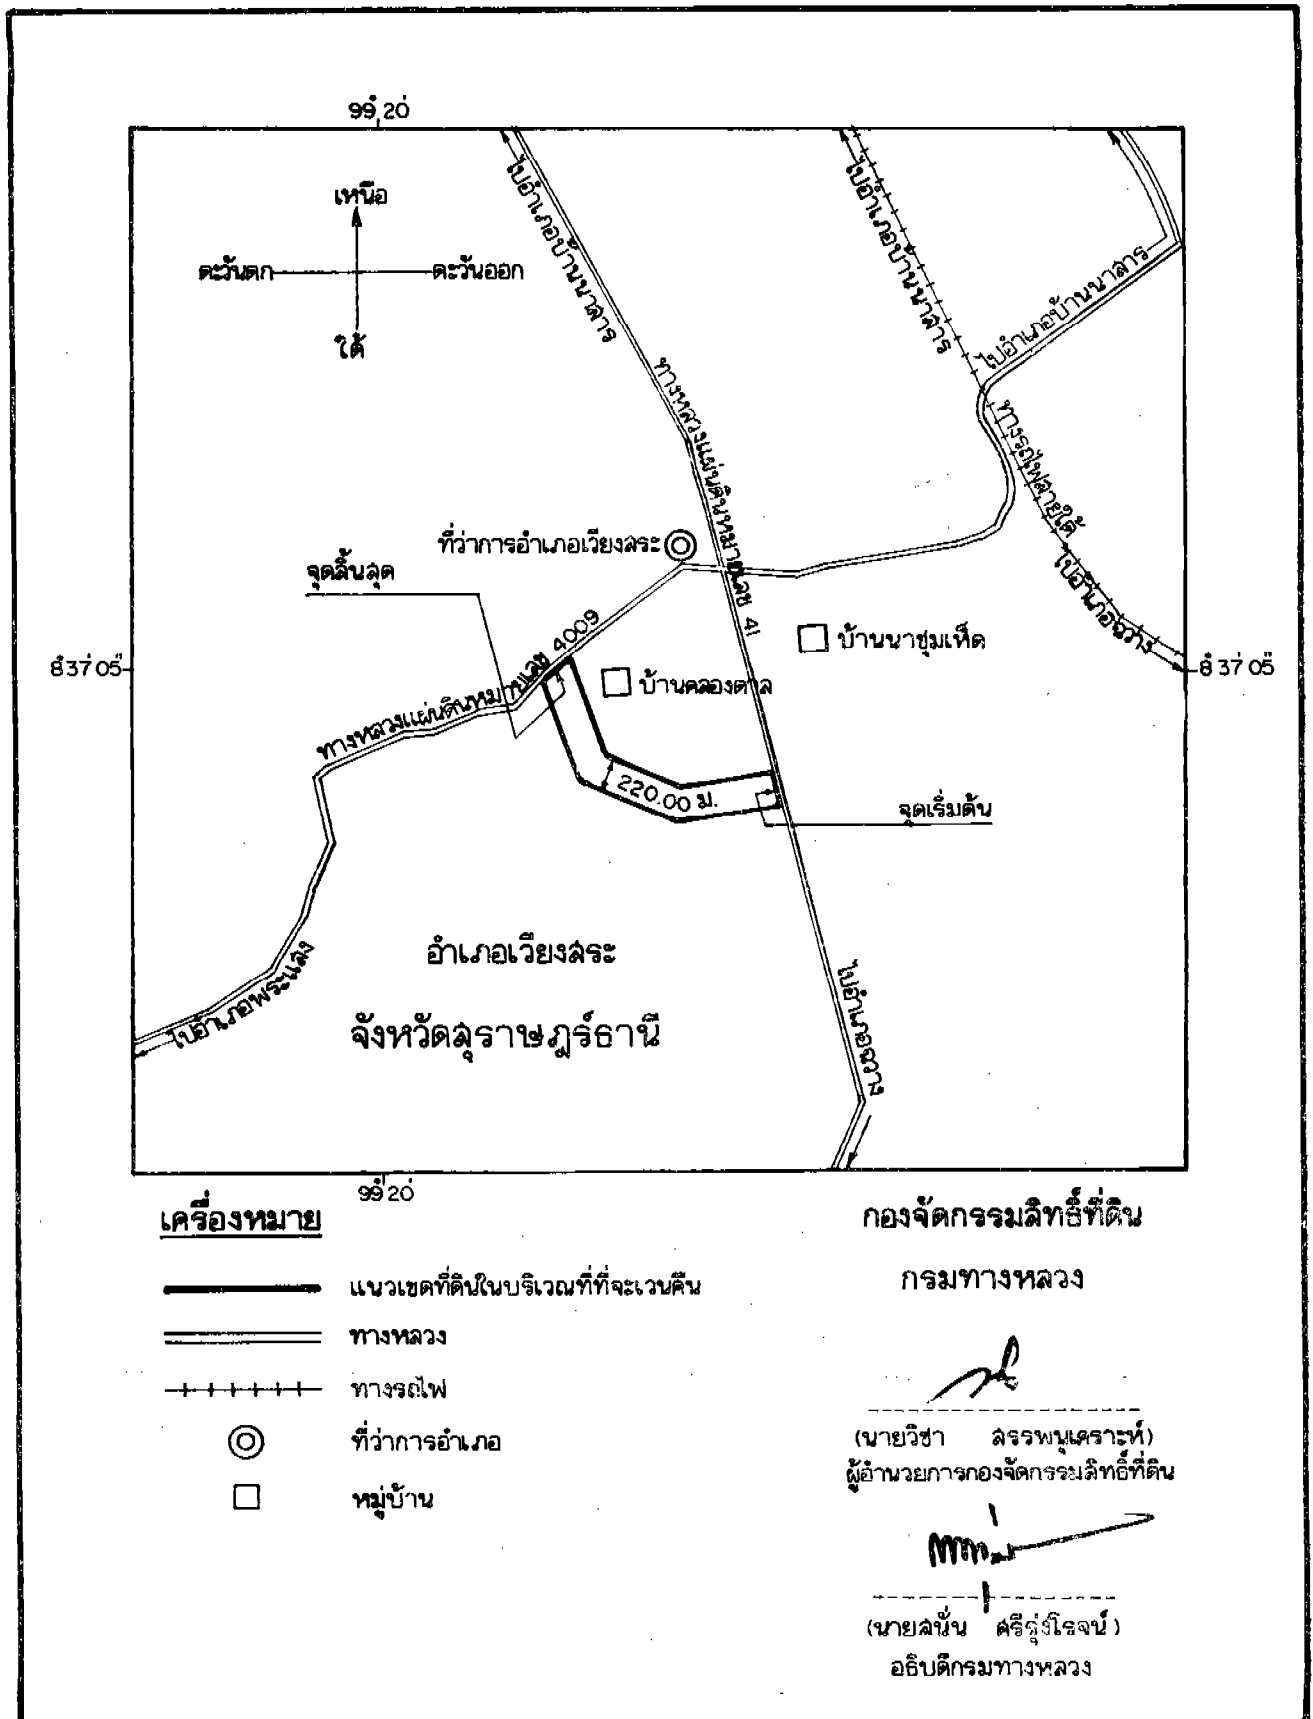 99° 20'
เหนือ
ตะวันตก
ตะวันออก
ใต้
ไปอำเภอบ้านนาสาร
ไปอำเภอบ้านนาสาร
ไปอำเภอบ้านนาสาร
ทางหลวงแผ่นดินหมายเลข 41
ทางรถไฟสายใต้
ที่ว่าการอำเภอเวียงสระ
จุดสิ้นสุด
ไปอำเภอฉวาง
บ้านนาชุมเห็ด
8° 37' 05"
8° 37' 05"
ทางหลวงแผ่นดินหมายเลข 4009
บ้านคลองตาล
220.00 ม.
จุดเริ่มต้น
อำเภอเวียงสระ
ไปอำเภอพระแสง
ไปอำเภอฉวาง
จังหวัดสุราษฎร์ธานี
99° 20'
เครื่องหมาย
แนวเขตที่ดินในบริเวณที่ที่จะเวนคืน
ทางหลวง
ทางรถไฟ
ที่ว่าการอำเภอ
หมู่บ้าน
กองจัดกรรมสิทธิ์ที่ดิน
กรมทางหลวง
(นายวิชา สรรพนุเคราะห์)
ผู้อำนวยการกองจัดกรรมสิทธิ์ที่ดิน
(นายสนั่น ศรีรุ่งโรจน์)
อธิบดีกรมทางหลวง